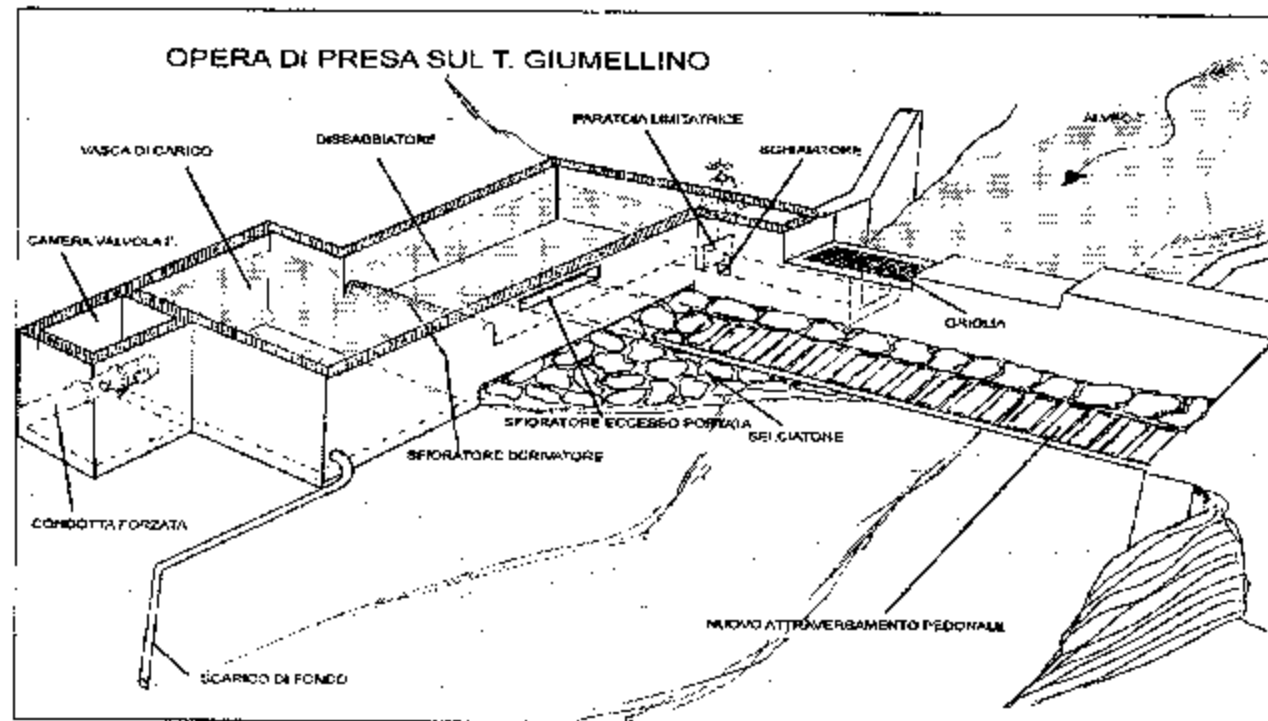 OPERA DI PRESA SUL T. GIUMELLINO
PARATOIA LIMITATRICE
ALVEO
VASCA DI CARICO
DISSABBIATORE
SGHIAIATORE
CAMERA VALVOLA
GRIGLIA
SFIORATORE ECCESSO PORTATA
SELCIATONE
SFIORATORE DERIVATORE
CONDOTTA FORZATA
NUOVO ATTRAVERSAMENTO PEDONALE
SCARICO DI FONDO